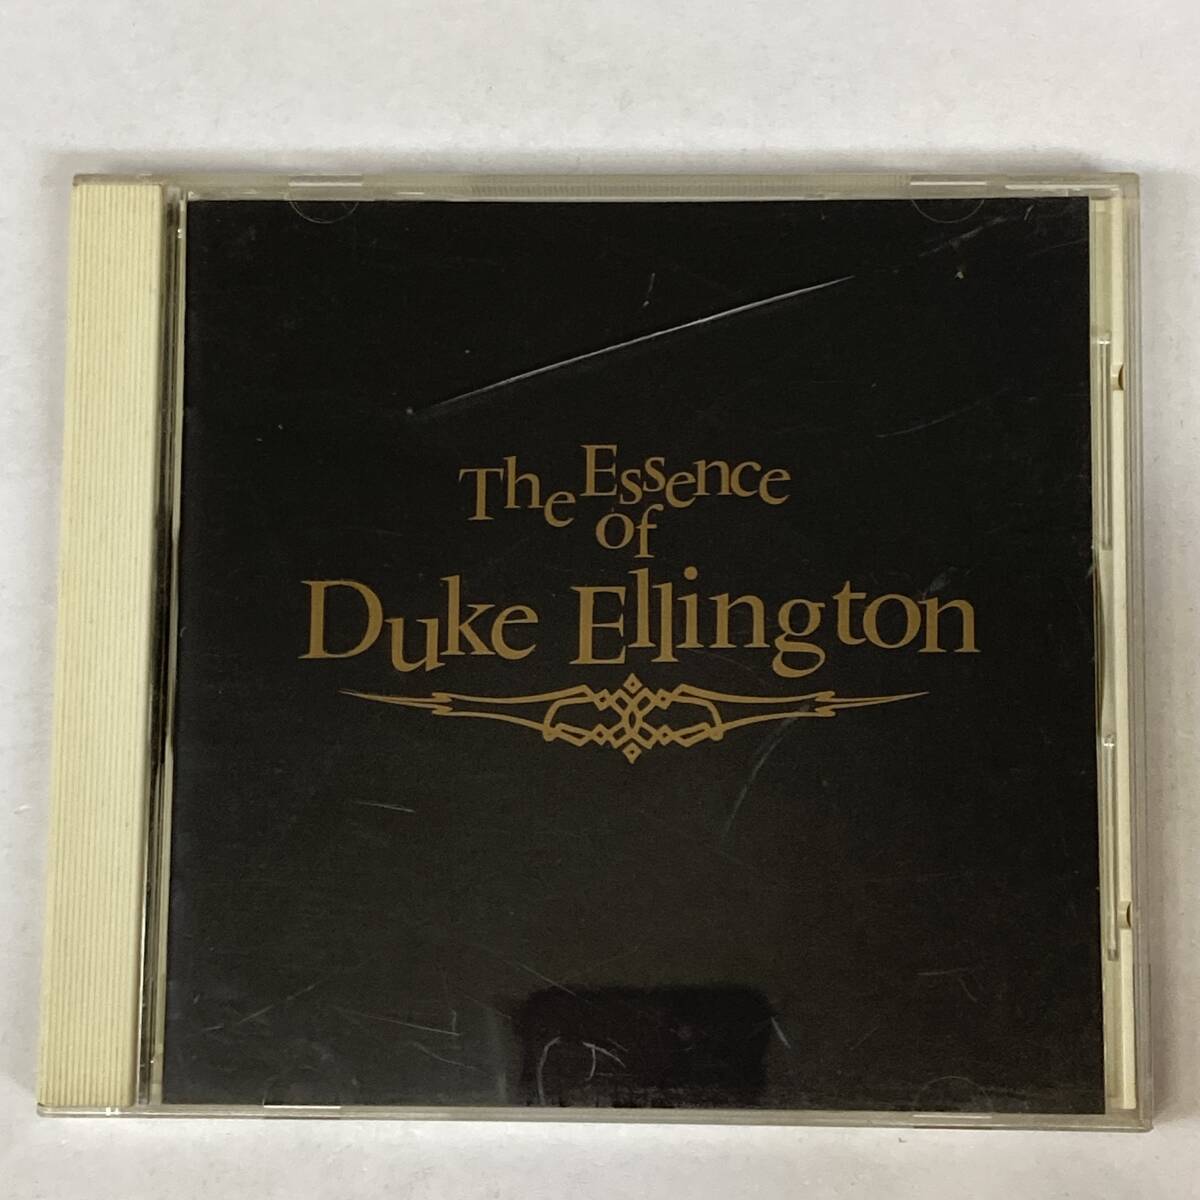 The Essence
of
Duke Ellington